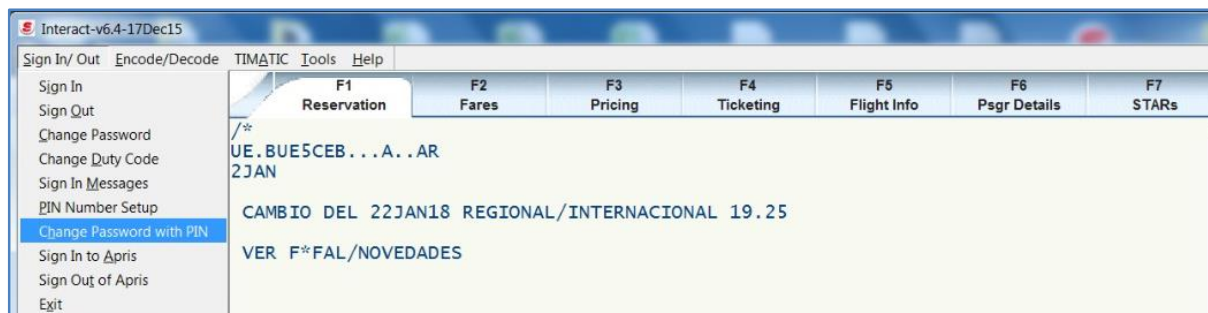 Interact-v6.4-17Dec15
Sign In/ Out Encode/Decode TIMATIC Tools Help
Sign In
Sign Out
Change Password
Change Duty Code
Sign In Messages
PIN Number Setup
Change Password with PIN
Sign In to Apris
Sign Out of Apris
Exit
F1 F2 F3 F4 F5 F6 F7
Reservation Fares Pricing Ticketing Flight Info Psgr Details STARs
/*
UE.BUE5CEB...A..AR
2JAN
CAMBIO DEL 22JAN18 REGIONAL/INTERNACIONAL 19.25
VER F*FAL/NOVEDADES